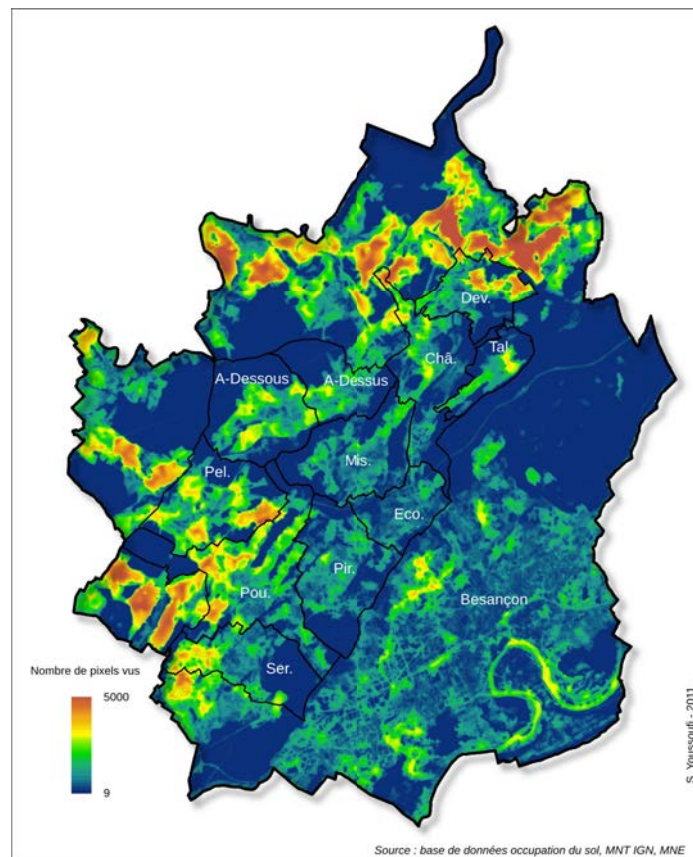 Dev.
Tal.
Châ.
A-Dessous
A-Dessus
Mis.
Pel.
Eco.
Pir.
Pou.
Besançon
Ser.
Nombre de pixels vus
5000
9
S. Youssoufi - 2011
Source : base de données occupation du sol, MNT IGN, MNE